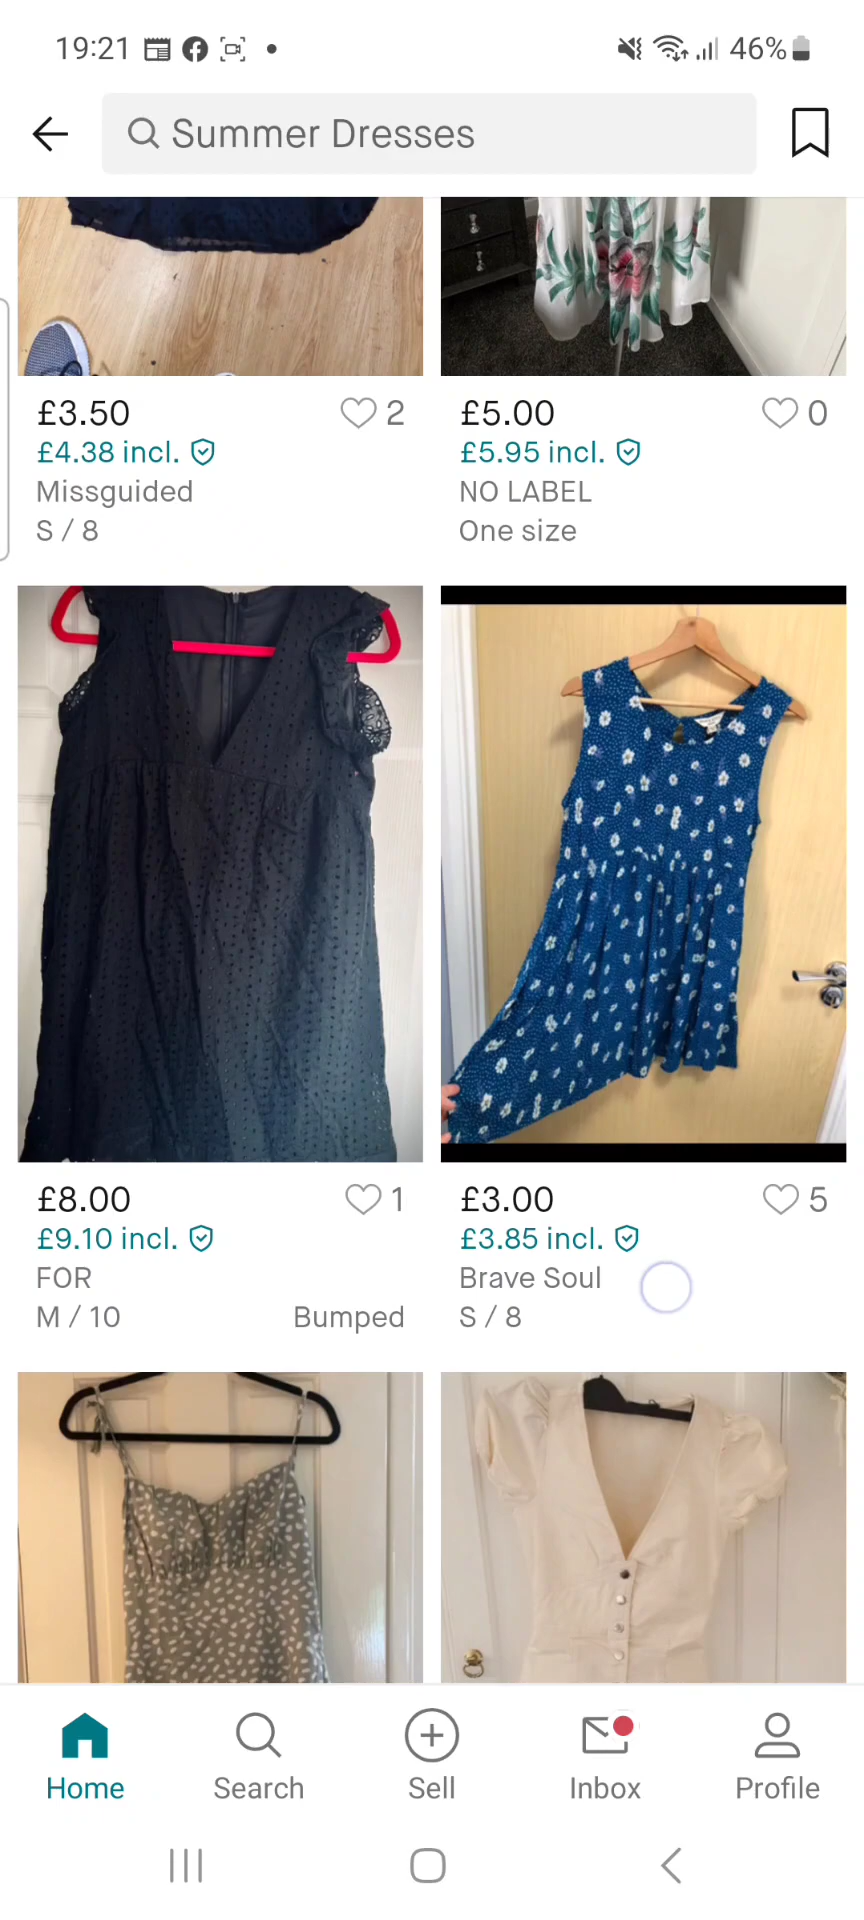 19:21
46%
Summer Dresses
£3.50
2
£4.38 incl.
Missguided
S / 8
£5.00
0
£5.95 incl.
NO LABEL
One size
£8.00
1
£9.10 incl.
FOR
M / 10
Bumped
£3.00
5
£3.85 incl.
Brave Soul
S / 8
Home
Search
Sell
Inbox
Profile